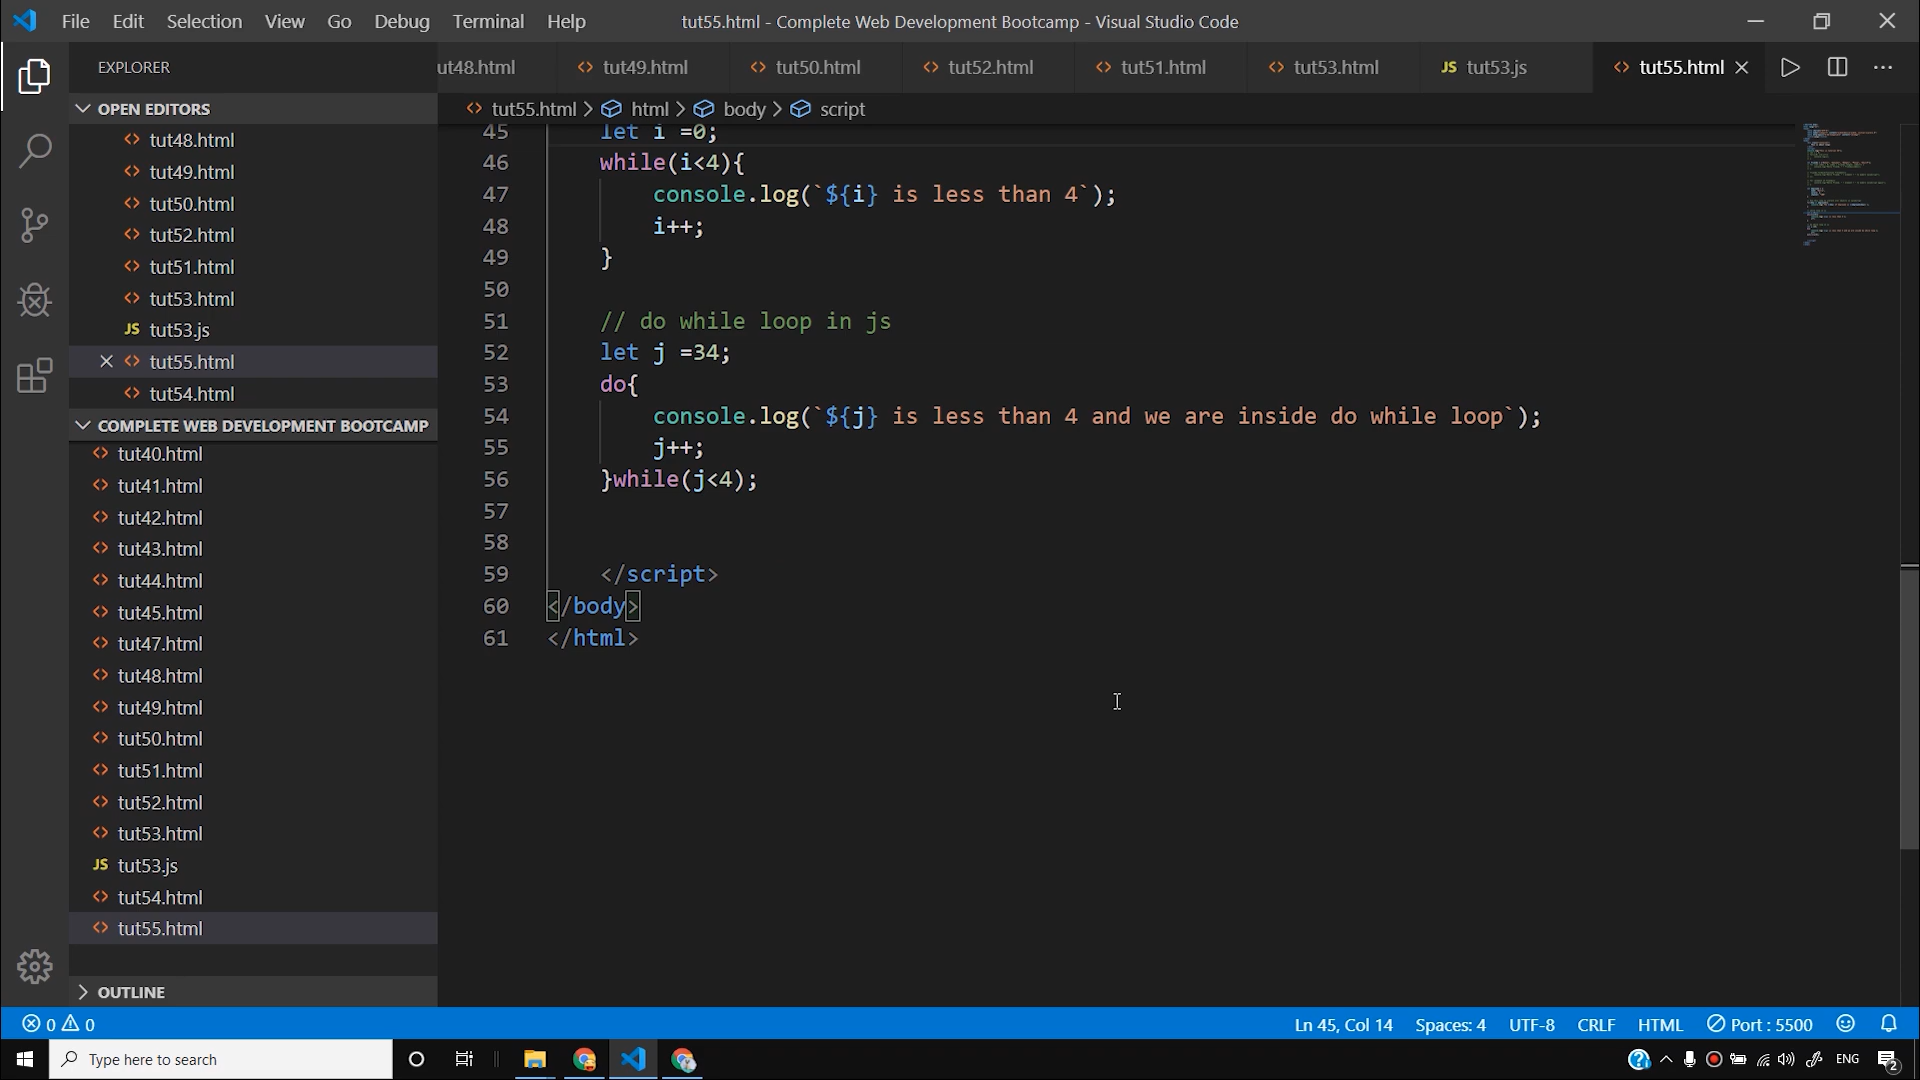 File Edit Selection View Go Debug Terminal Help
tut55.html - Complete Web Development Bootcamp - Visual Studio Code
EXPLORER
OPEN EDITORS
tut48.html
tut49.html
tut50.html
tut52.html
tut51.html
tut53.html
JS tut53.js
tut55.html
tut54.html
COMPLETE WEB DEVELOPMENT BOOTCAMP
tut40.html
tut41.html
tut42.html
tut43.html
tut44.html
tut45.html
tut47.html
tut48.html
tut49.html
tut50.html
tut51.html
tut52.html
tut53.html
JS tut53.js
tut54.html
tut55.html
OUTLINE
ut48.html tut49.html tut50.html tut52.html tut51.html tut53.html JS tut53.js tut55.html
tut55.html > html > body > script
45 let i =0;
46 while(i<4){
47 console.log(`${i} is less than 4`);
48 i++;
49 }
50
51 // do while loop in js
52 let j =34;
53 do{
54 console.log(`${j} is less than 4 and we are inside do while loop`);
55 j++;
56 }while(j<4);
57
58
59 </script>
60 </body>
61 </html>
0 0
Ln 45, Col 14 Spaces: 4 UTF-8 CRLF HTML Port : 5500
Type here to search
ENG
2